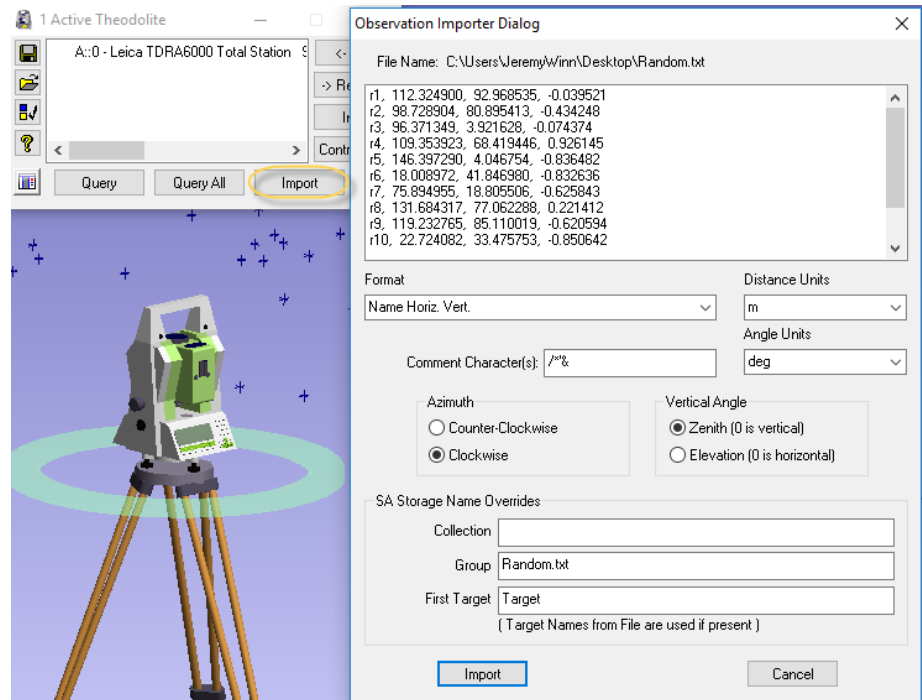 1 Active Theodolite
A::0 - Leica TDRA6000 Total Station
Query
Query All
Import
Observation Importer Dialog
File Name: C:\Users\JeremyWinn\Desktop\Random.txt
r1, 112.324900, 92.968535, -0.039521
r2, 98.728904, 80.895413, -0.434248
r3, 96.371349, 3.921628, -0.074374
r4, 109.353923, 68.419446, 0.926145
r5, 146.397290, 4.046754, -0.836482
r6, 18.008972, 41.846980, -0.832636
r7, 75.894955, 18.805506, -0.625843
r8, 131.684317, 77.062288, 0.221412
r9, 119.232765, 85.110019, -0.620594
r10, 22.724082, 33.475753, -0.850642
Format
Distance Units
Name Horiz. Vert.
m
Angle Units
Comment Character(s): /*'&
deg
Azimuth
Vertical Angle
Counter-Clockwise
Zenith (0 is vertical)
Clockwise
Elevation (0 is horizontal)
SA Storage Name Overrides
Collection
Group Random.txt
First Target Target
( Target Names from File are used if present )
Import
Cancel